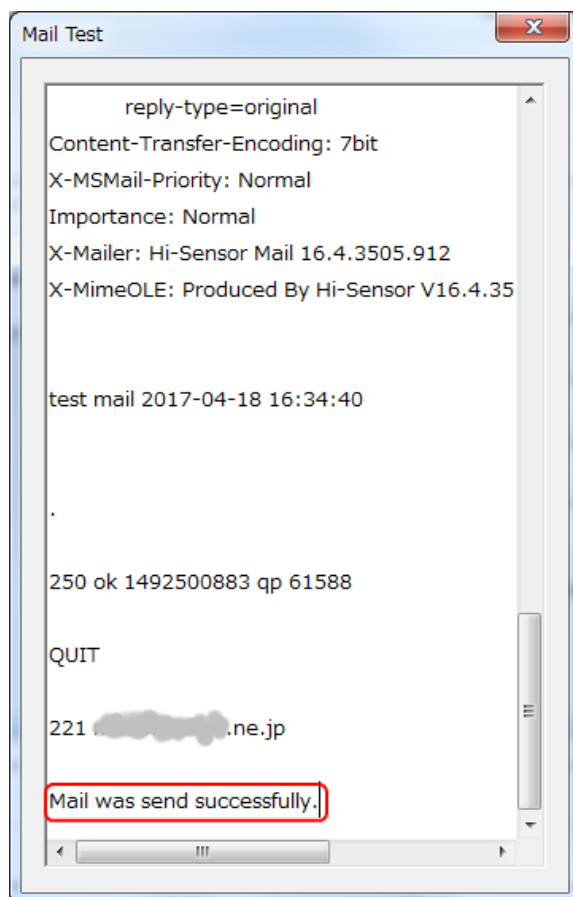 Mail Test
reply-type=original
Content-Transfer-Encoding: 7bit
X-MSMail-Priority: Normal
Importance: Normal
X-Mailer: Hi-Sensor Mail 16.4.3505.912
X-MimeOLE: Produced By Hi-Sensor V16.4.35
test mail 2017-04-18 16:34:40
.
250 ok 1492500883 qp 61588
QUIT
221 .ne.jp
Mail was send successfully.